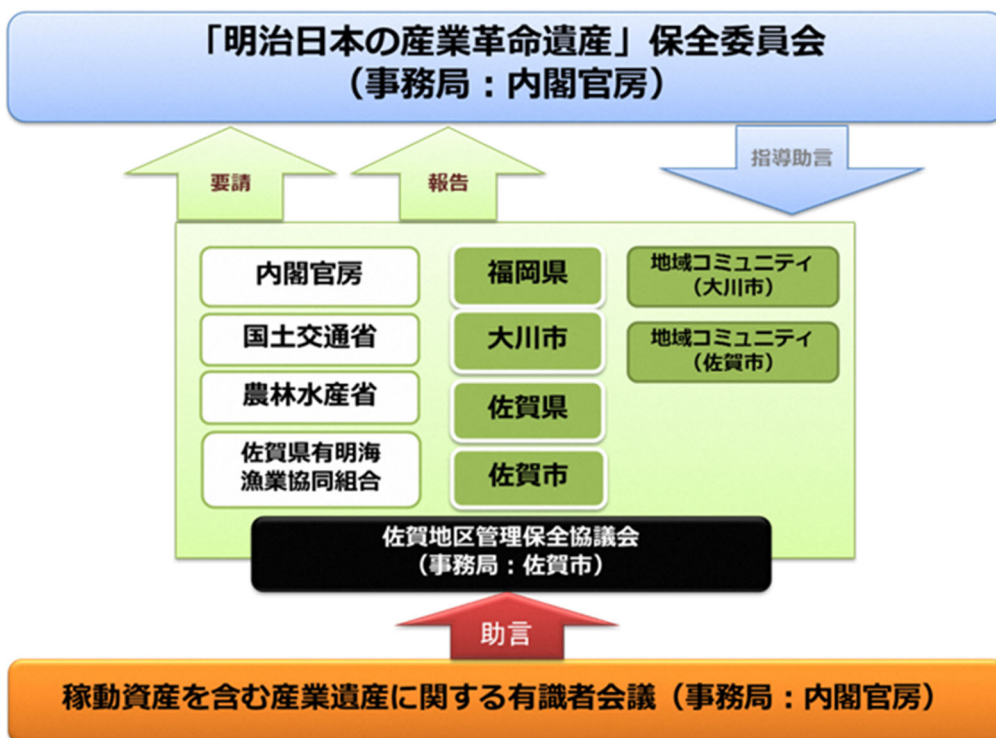 「明治日本の産業革命遺産」保全委員会
（事務局：内閣官房）
要請
報告
指導助言
内閣官房
国土交通省
農林水産省
佐賀県有明海
漁業協同組合
福岡県
大川市
佐賀県
佐賀市
地域コミュニティ
（大川市）
地域コミュニティ
（佐賀市）
佐賀地区管理保全協議会
（事務局：佐賀市）
助言
稼動資産を含む産業遺産に関する有識者会議（事務局：内閣官房）